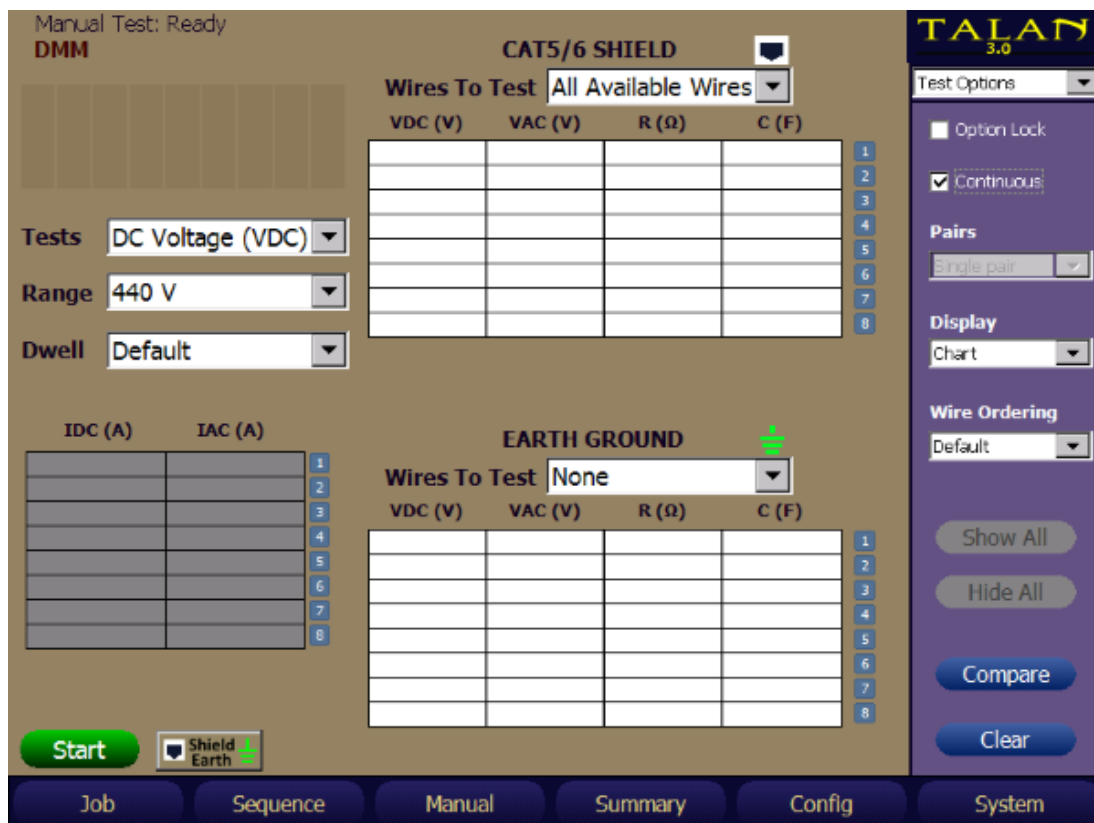 Manual Test: Ready
DMM
CAT5/6 SHIELD
Wires To Test All Available Wires
VDC (V) VAC (V) R (Ω) C (F)
1
2
3
4
5
6
7
8
Tests DC Voltage (VDC)
Range 440 V
Dwell Default
IDC (A) IAC (A)
1
2
3
4
5
6
7
8
EARTH GROUND
Wires To Test None
VDC (V) VAC (V) R (Ω) C (F)
1
2
3
4
5
6
7
8
Start
Shield
Earth
TALAN
3.0
Test Options
Option Lock
Continuous
Pairs
Single pair
Display
Chart
Wire Ordering
Default
Show All
Hide All
Compare
Clear
Job Sequence Manual Summary Config System